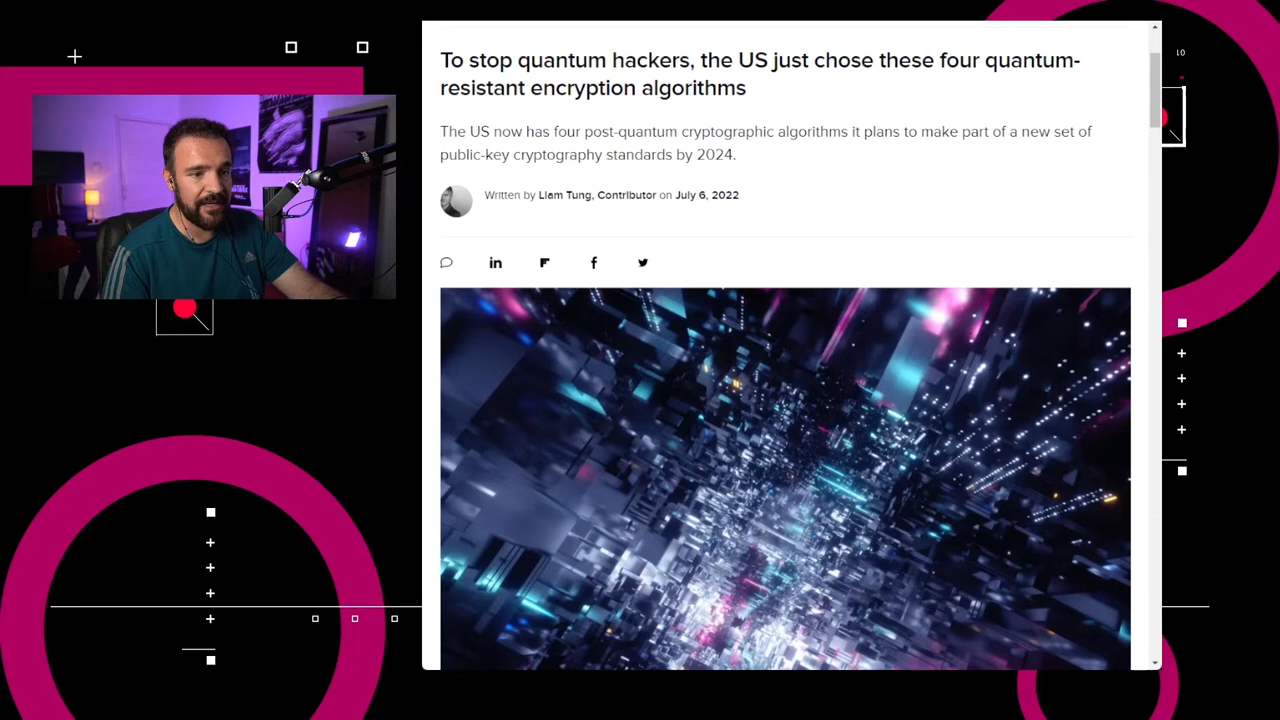 To stop quantum hackers, the US just chose these four quantum-
resistant encryption algorithms
The US now has four post-quantum cryptographic algorithms it plans to make part of a new set of
public-key cryptography standards by 2024.
Written by Liam Tung, Contributor on July 6, 2022
10